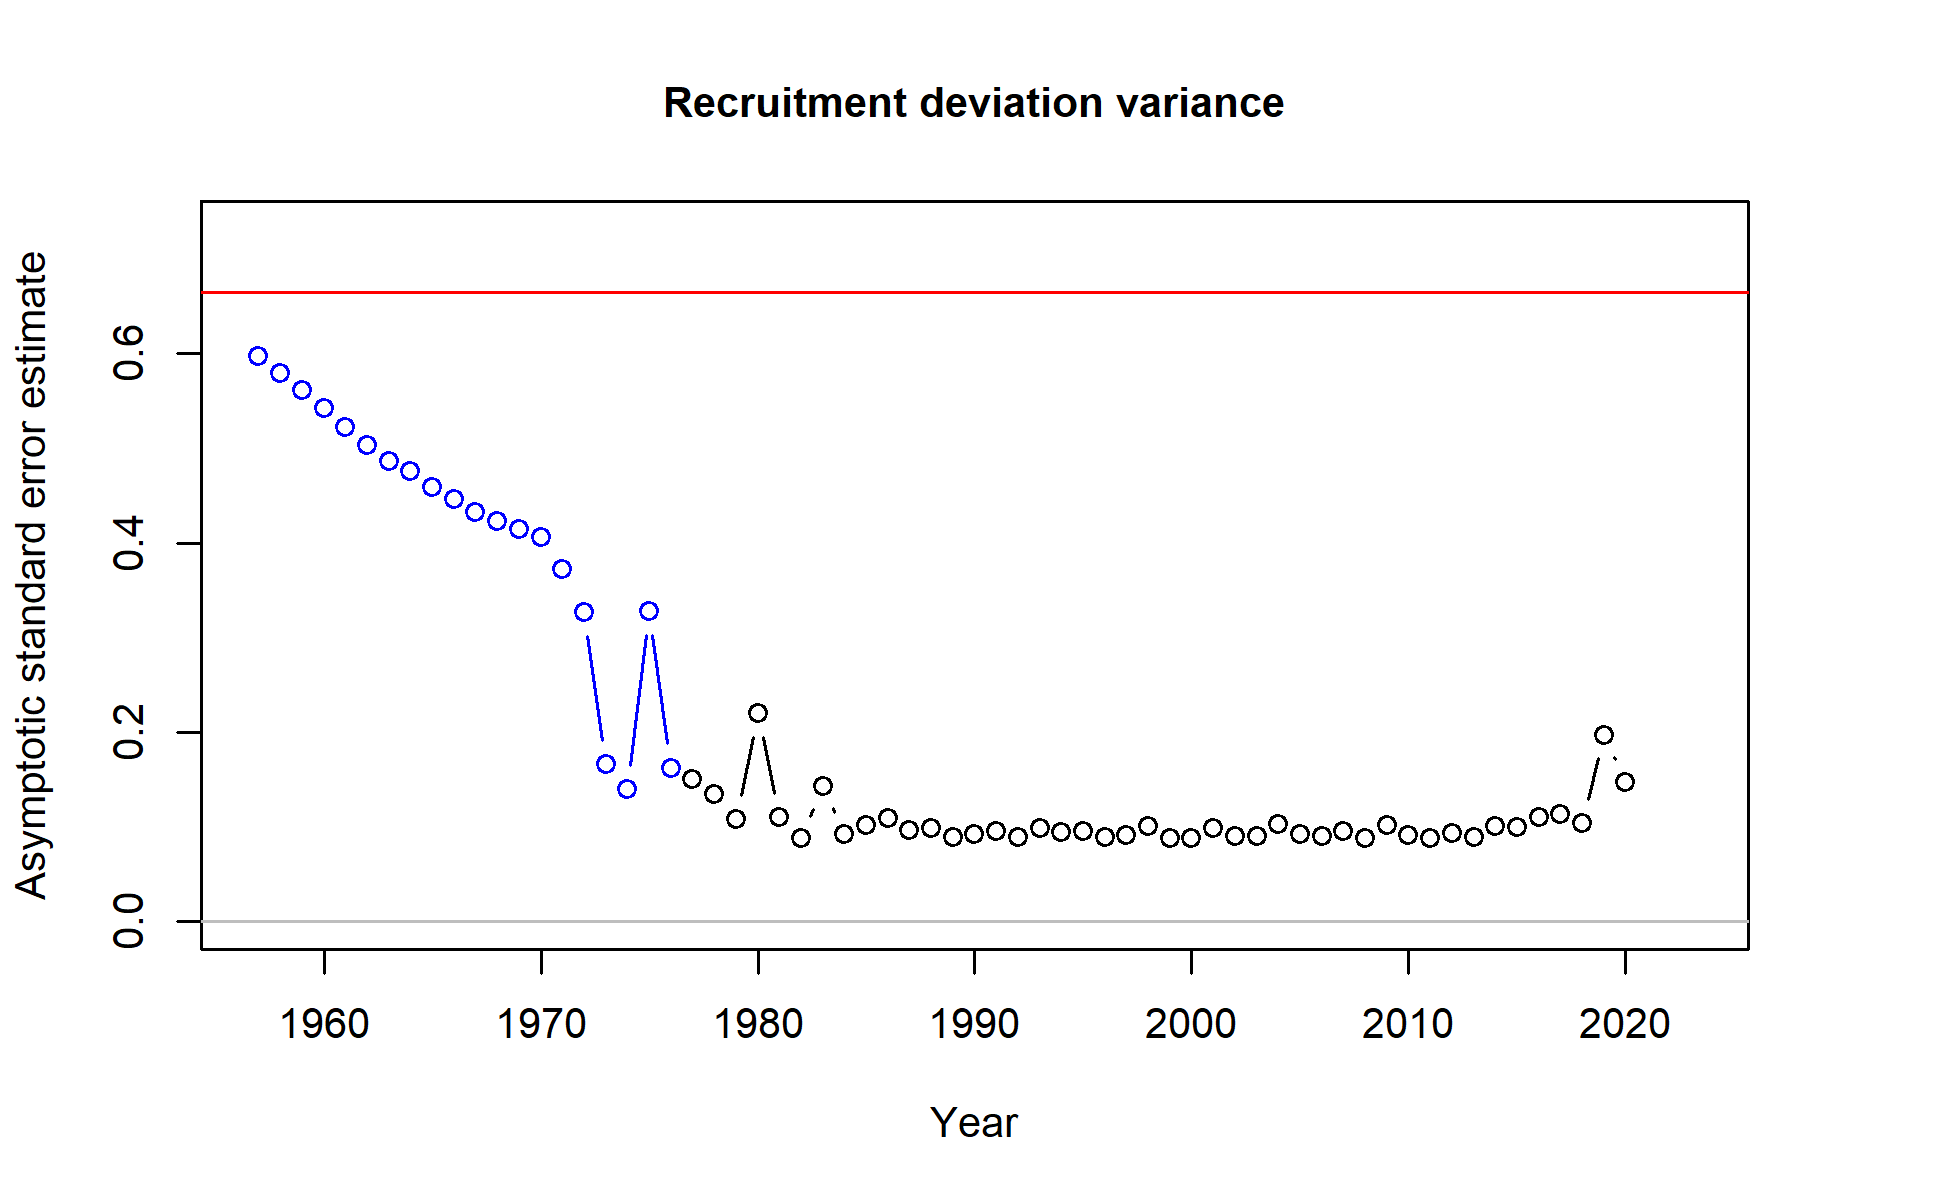 Recruitment deviation variance
Asymptotic standard error estimate
0.6
0.4
0.2
0.0
1960 1970 1980 1990 2000 2010 2020
Year